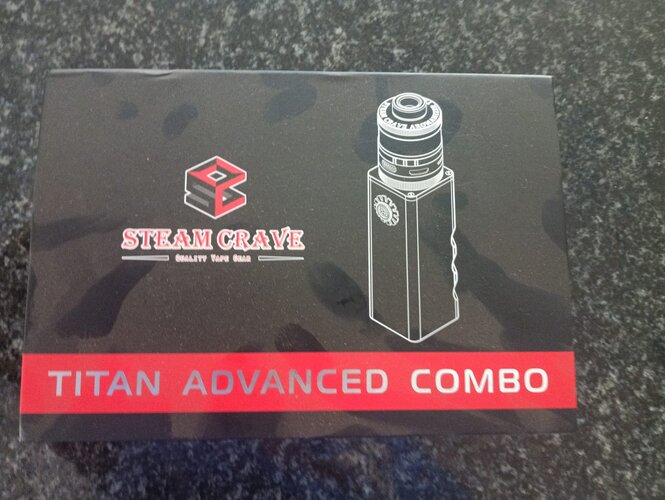 STEAM CRAVE
QUALITY VAPE GEAR
TITAN ADVANCED COMBO